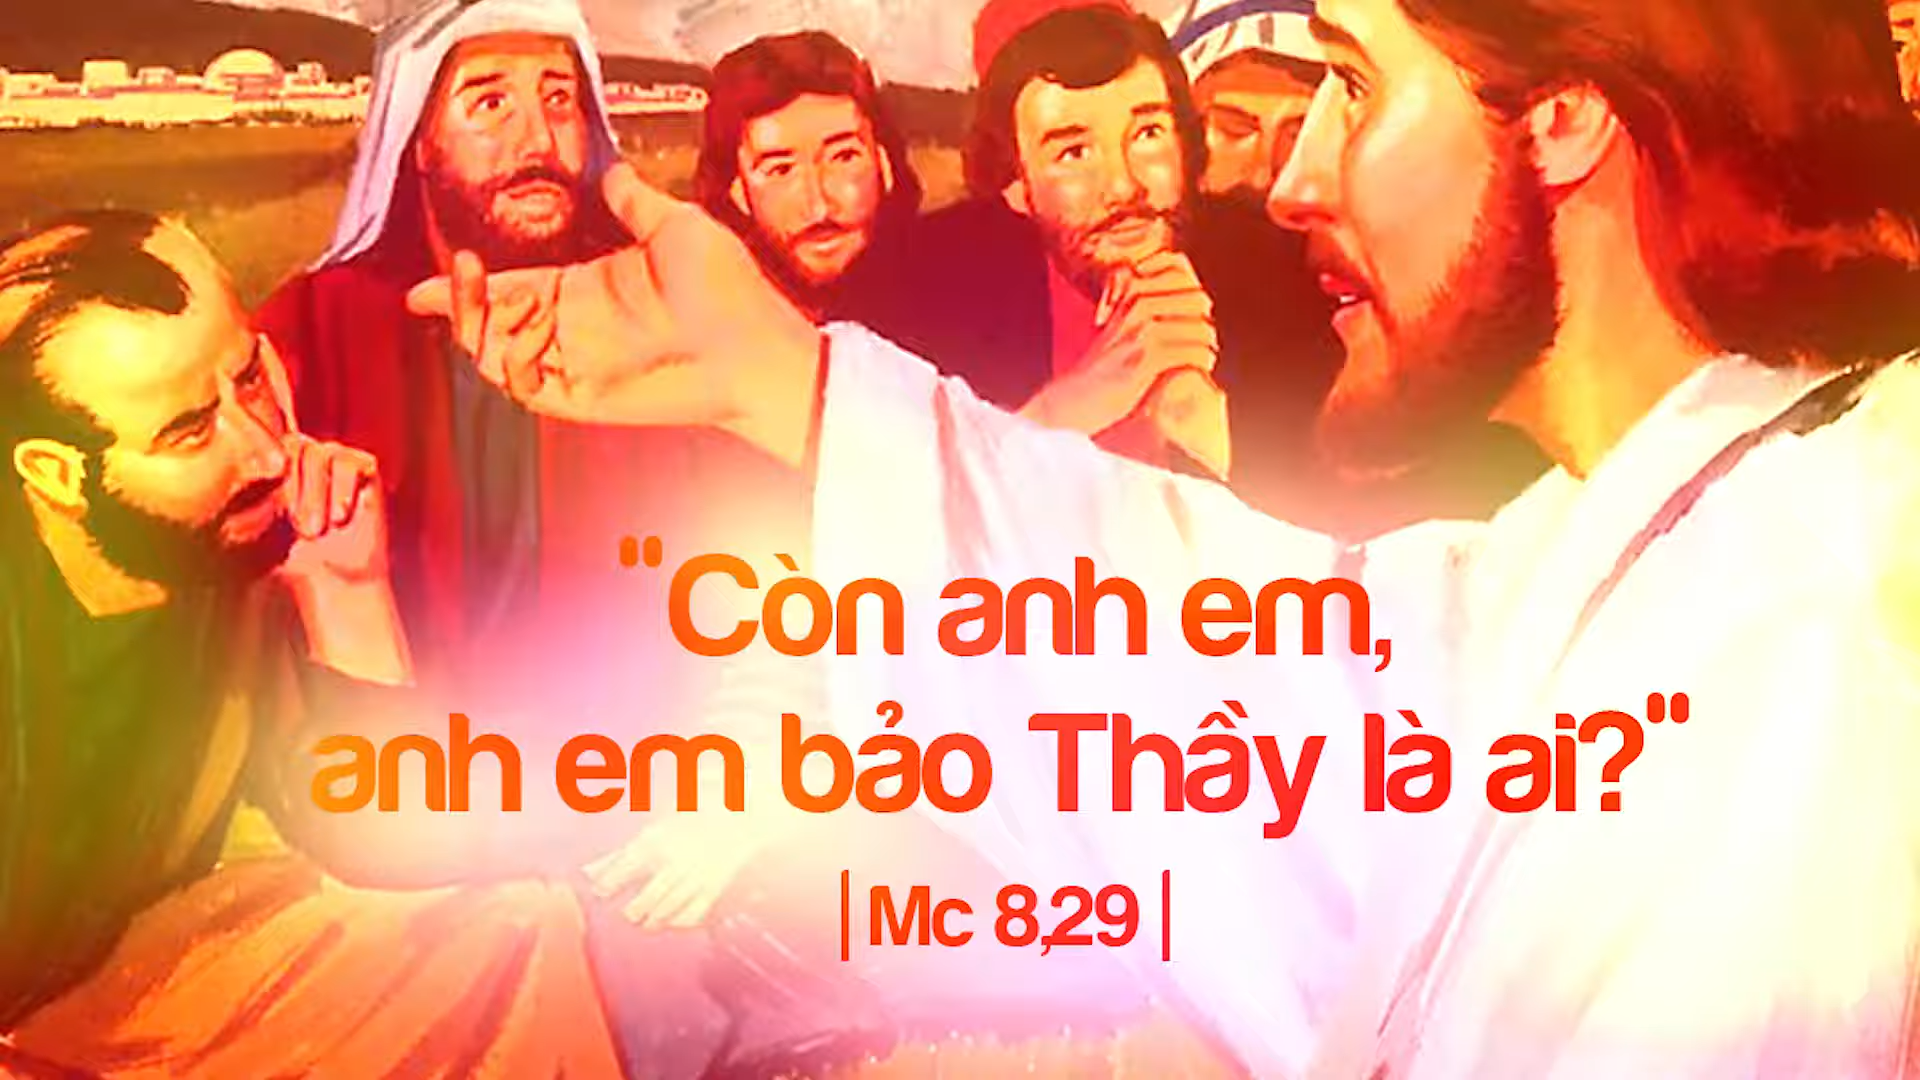 "Còn anh em,
anh em bảo Thầy là ai?"
| Mc 8,29 |